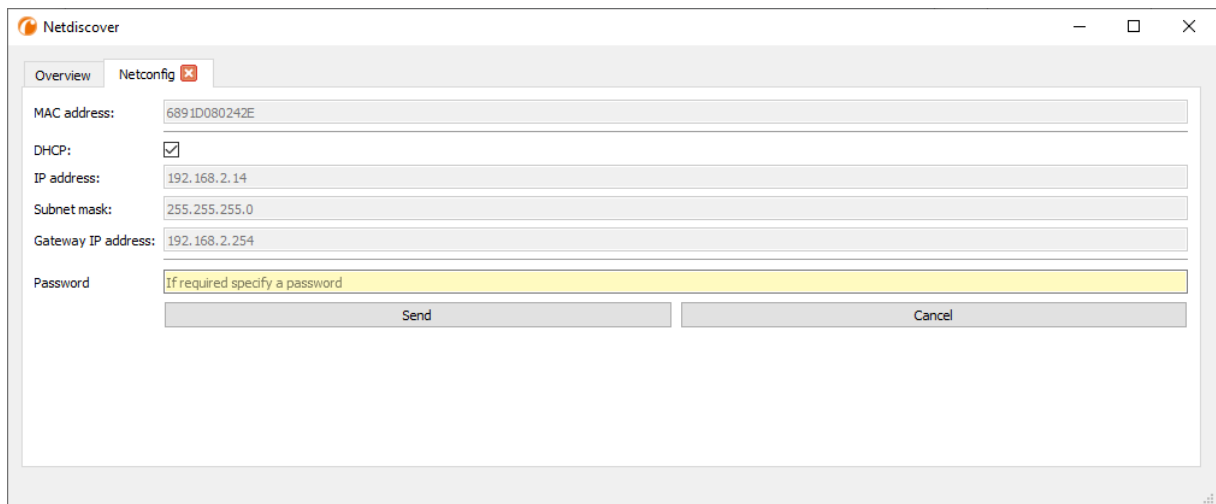 Netdiscover
Overview Netconfig
MAC address: 6891D080242E
DHCP:
IP address: 192.168.2.14
Subnet mask: 255.255.255.0
Gateway IP address: 192.168.2.254
Password If required specify a password
Send Cancel